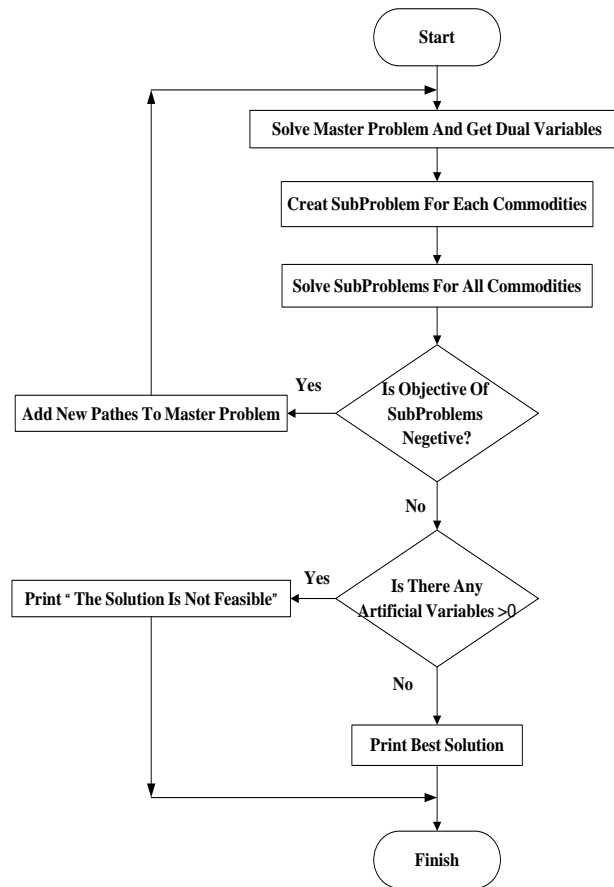 Start
Solve Master Problem And Get Dual Variables
Creat SubProblem For Each Commodities
Solve SubProblems For All Commodities
Is Objective Of
SubProblems
Negetive?
Yes
Add New Pathes To Master Problem
No
Is There Any
Artificial Variables >0
Yes
Print “ The Solution Is Not Feasible”
No
Print Best Solution
Finish